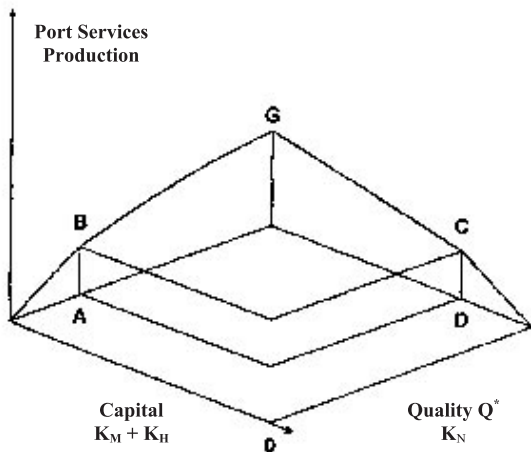 Port Services
Production
G
B
C
A
D
Capital
K_M + K_H
Quality Q*
K_N
0